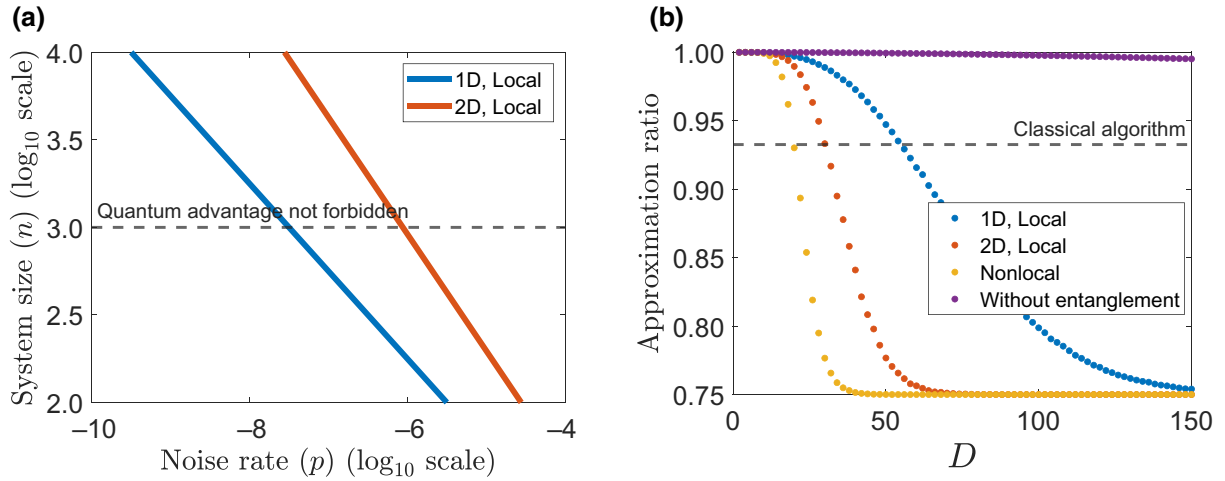 (a)
System size (n) (log10 scale)
4.0
3.5
3.0
2.5
2.0
1D, Local
2D, Local
Quantum advantage not forbidden
−10
−8
−6
−4
Noise rate (p) (log10 scale)
(b)
Approximation ratio
1.00
0.95
0.90
0.85
0.80
0.75
Classical algorithm
1D, Local
2D, Local
Nonlocal
Without entanglement
0
50
100
150
D